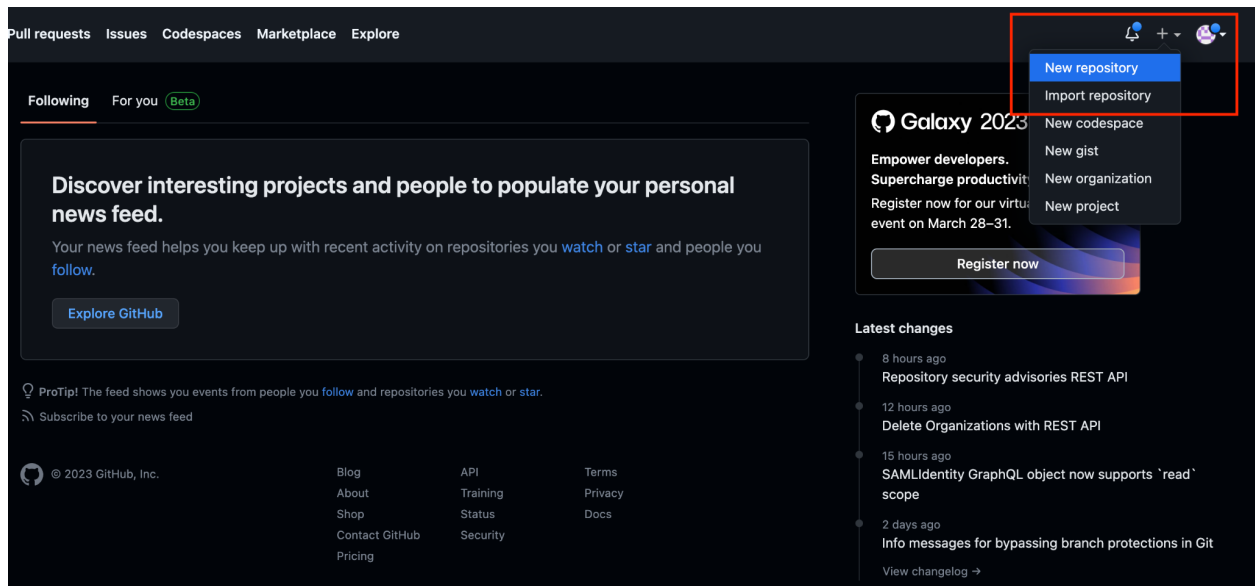 Pull requests Issues Codespaces Marketplace Explore
New repository
Import repository
New codespace
New gist
New organization
New project
Following For you Beta
Discover interesting projects and people to populate your personal
news feed.
Your news feed helps you keep up with recent activity on repositories you watch or star and people you
follow.
Explore GitHub
ProTip! The feed shows you events from people you follow and repositories you watch or star.
Subscribe to your news feed
© 2023 GitHub, Inc.
Blog
About
Shop
Contact GitHub
Pricing
API
Training
Status
Security
Terms
Privacy
Docs
Galaxy 2023
Empower developers.
Supercharge productivit
Register now for our virtua
event on March 28–31.
Register now
Latest changes
8 hours ago
Repository security advisories REST API
12 hours ago
Delete Organizations with REST API
15 hours ago
SAMLIdentity GraphQL object now supports `read`
scope
2 days ago
Info messages for bypassing branch protections in Git
View changelog →